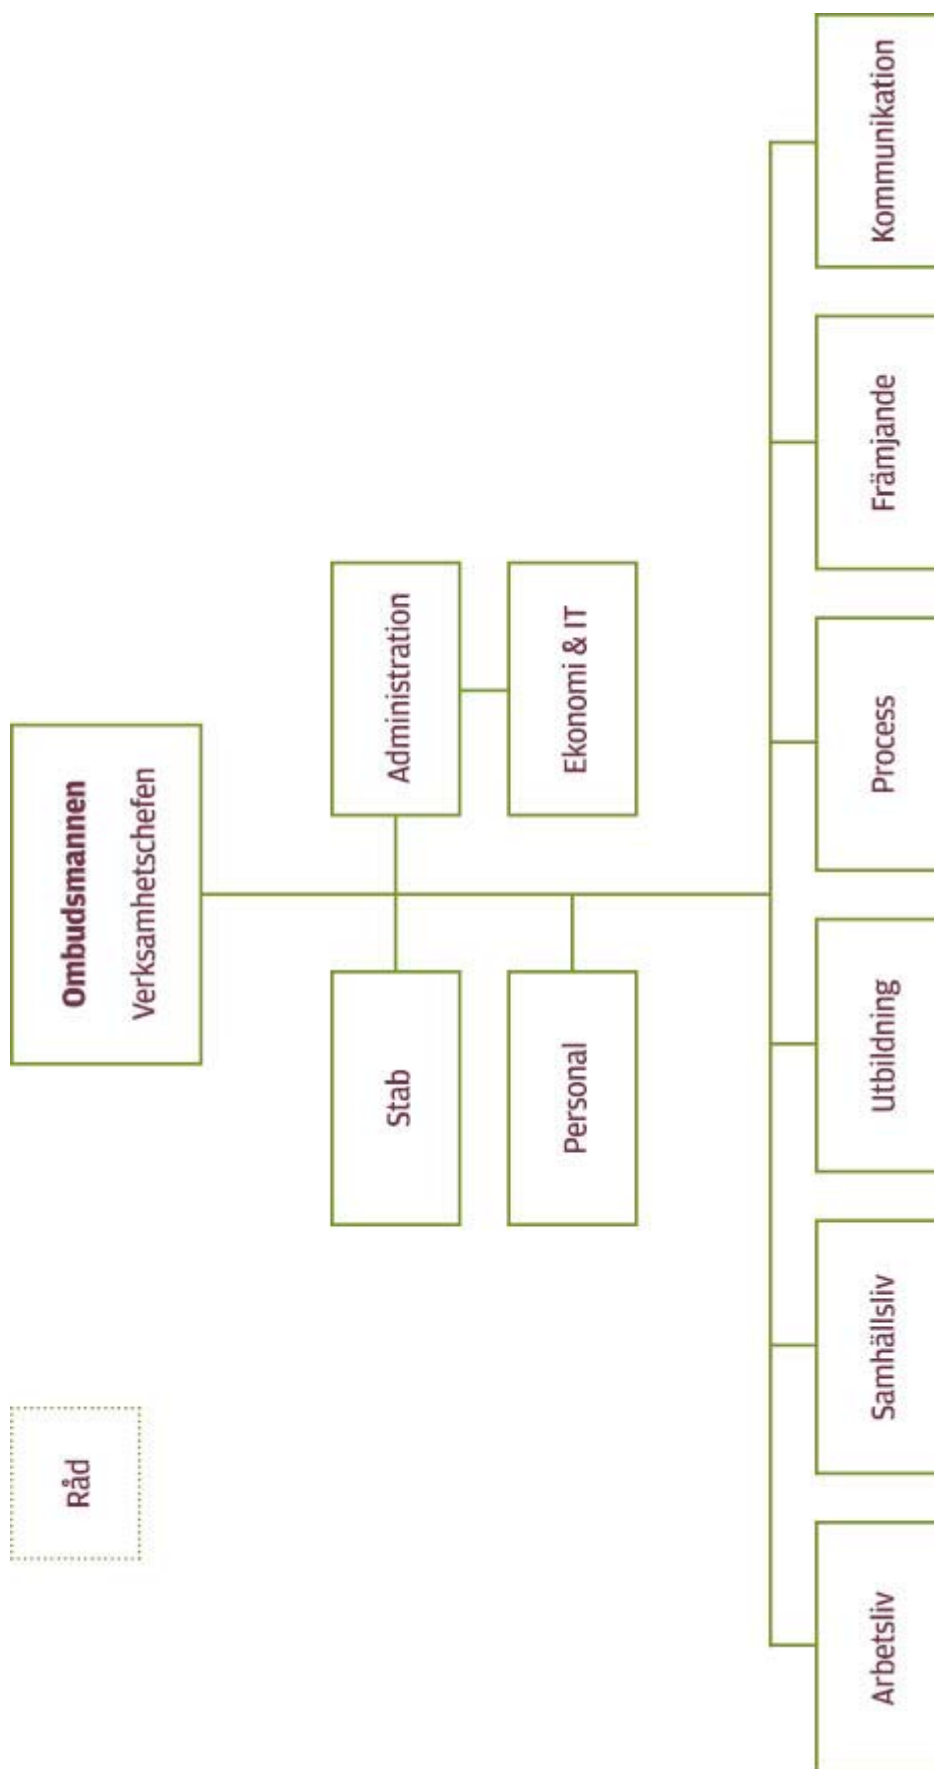 Råd
Ombudsmannen
Verksamhetschefen
Stab
Administration
Personal
Ekonomi & IT
Arbetsliv
Samhällsliv
Utbildning
Process
Främjande
Kommunikation